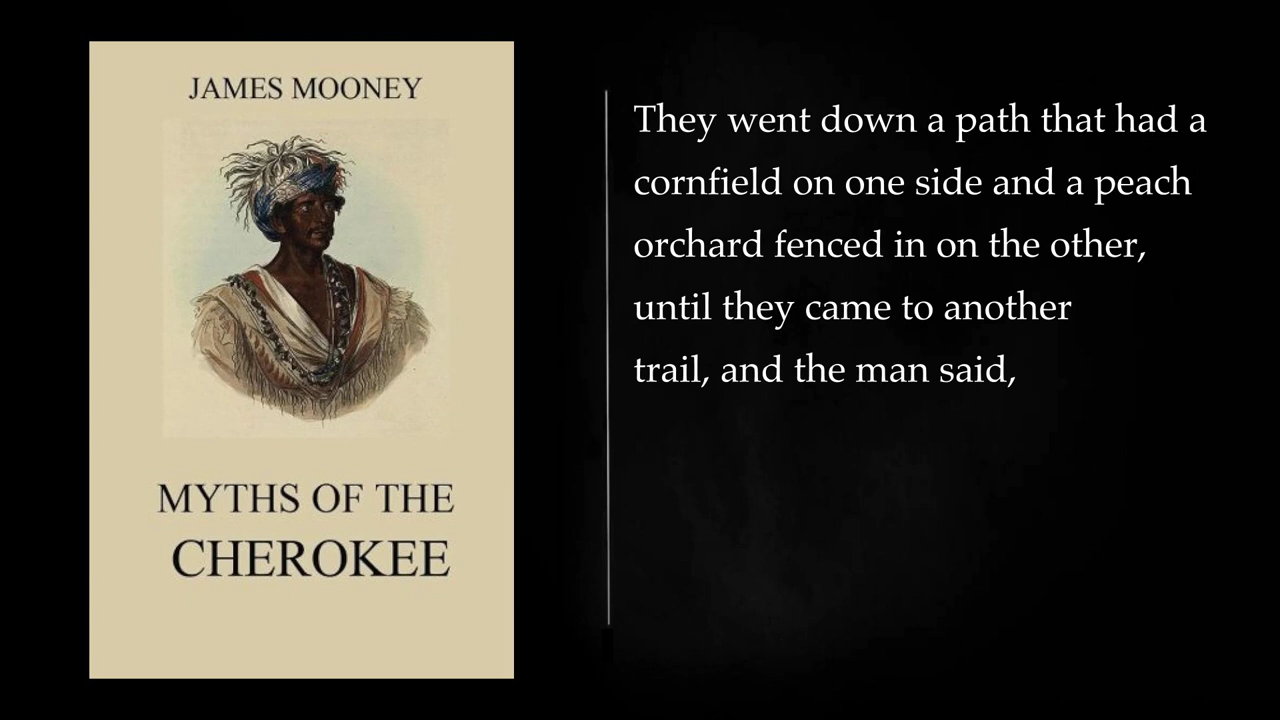 JAMES MOONEY
MYTHS OF THE
CHEROKEE
They went down a path that had a
cornfield on one side and a peach
orchard fenced in on the other,
until they came to another
trail, and the man said,